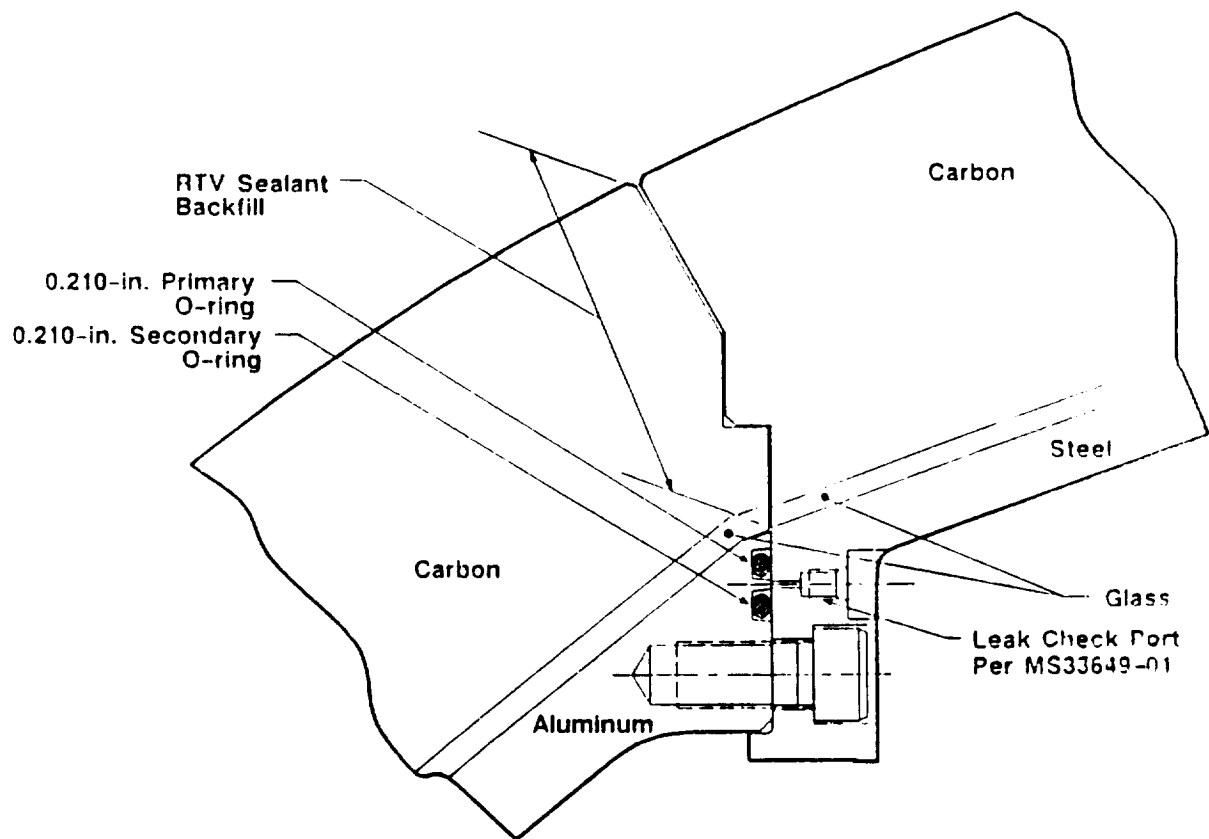 Carbon
RTV Sealant
Backfill
0.210-in. Primary
O-ring
0.210-in. Secondary
O-ring
Steel
Carbon
Glass
Leak Check Port
Per MS33649-01
Aluminum